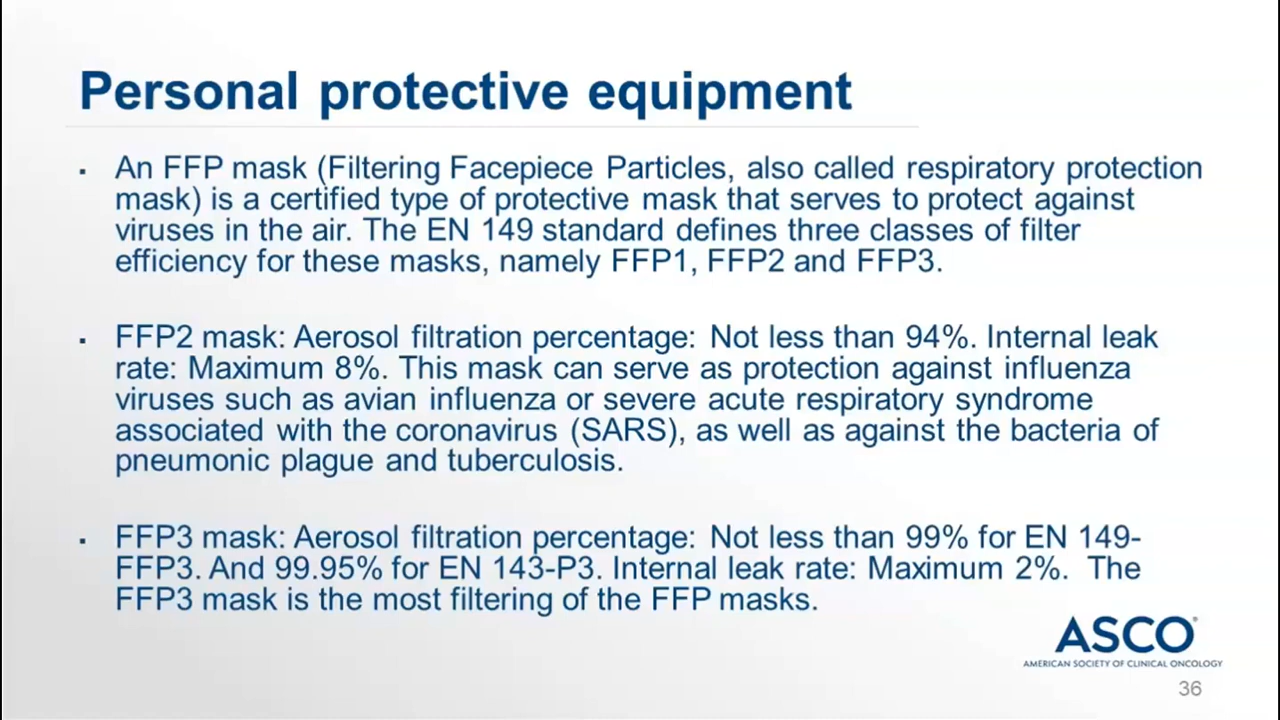 Personal protective equipment
▪ An FFP mask (Filtering Facepiece Particles, also called respiratory protection
mask) is a certified type of protective mask that serves to protect against
viruses in the air. The EN 149 standard defines three classes of filter
efficiency for these masks, namely FFP1, FFP2 and FFP3.
▪ FFP2 mask: Aerosol filtration percentage: Not less than 94%. Internal leak
rate: Maximum 8%. This mask can serve as protection against influenza
viruses such as avian influenza or severe acute respiratory syndrome
associated with the coronavirus (SARS), as well as against the bacteria of
pneumonic plague and tuberculosis.
▪ FFP3 mask: Aerosol filtration percentage: Not less than 99% for EN 149-
FFP3. And 99.95% for EN 143-P3. Internal leak rate: Maximum 2%. The
FFP3 mask is the most filtering of the FFP masks.
ASCO®
AMERICAN SOCIETY OF CLINICAL ONCOLOGY
36